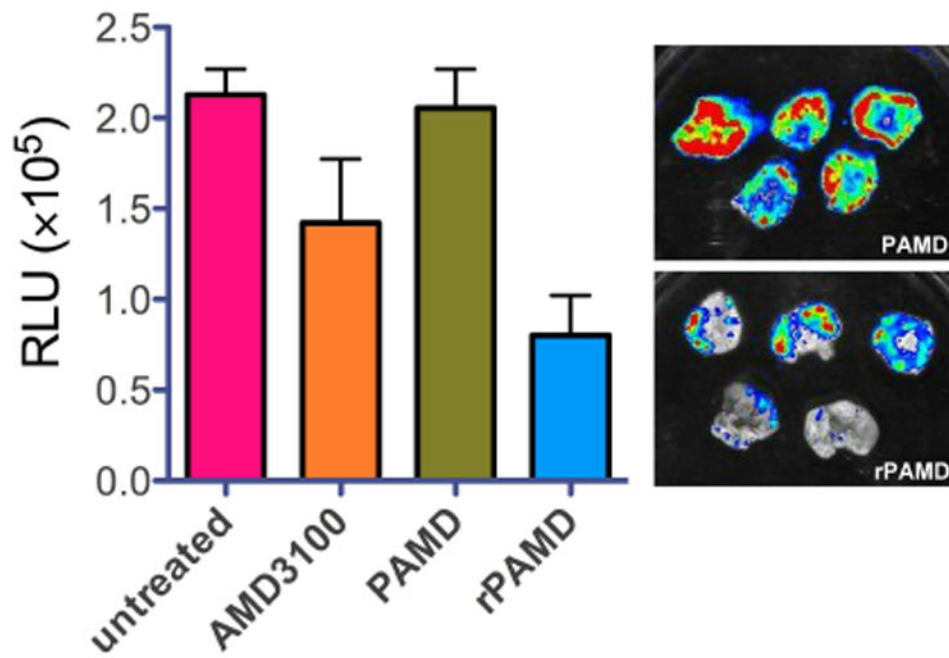 RLU (×10⁵)
2.5
2.0
1.5
1.0
0.5
0.0
untreated
AMD3100
PAMD
rPAMD
PAMD
rPAMD